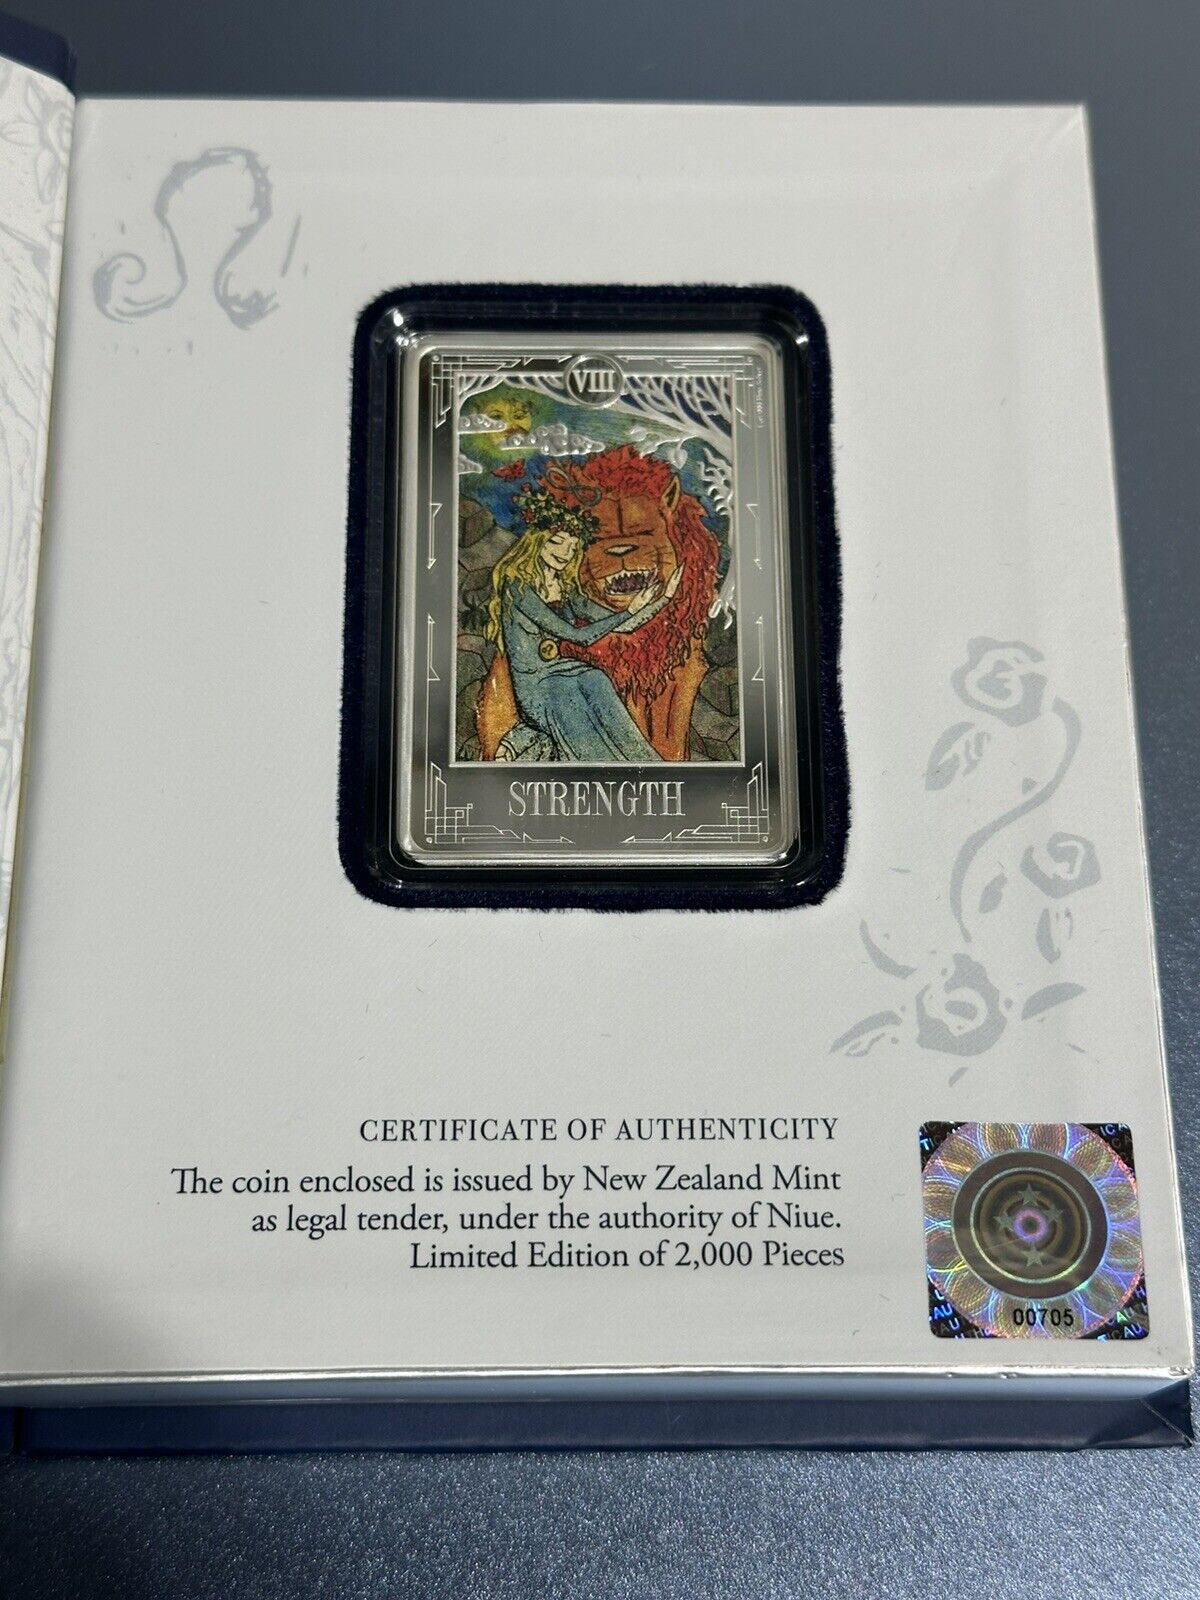 VIII
STRENGTH
CERTIFICATE OF AUTHENTICITY
The coin enclosed is issued by New Zealand Mint
as legal tender, under the authority of Niue.
Limited Edition of 2,000 Pieces
00705